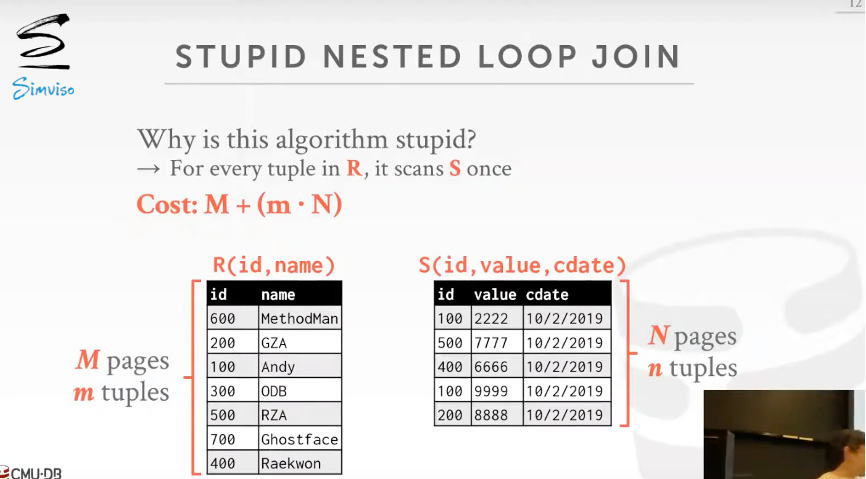 12
Simviso
STUPID NESTED LOOP JOIN
Why is this algorithm stupid?
→ For every tuple in R, it scans S once
Cost: M + (m · N)
R(id,name)
id name
600 MethodMan
200 GZA
100 Andy
300 ODB
500 RZA
700 Ghostface
400 Raekwon
M pages
m tuples
S(id,value,cdate)
id value cdate
100 2222 10/2/2019
500 7777 10/2/2019
400 6666 10/2/2019
100 9999 10/2/2019
200 8888 10/2/2019
N pages
n tuples
CMU·DB